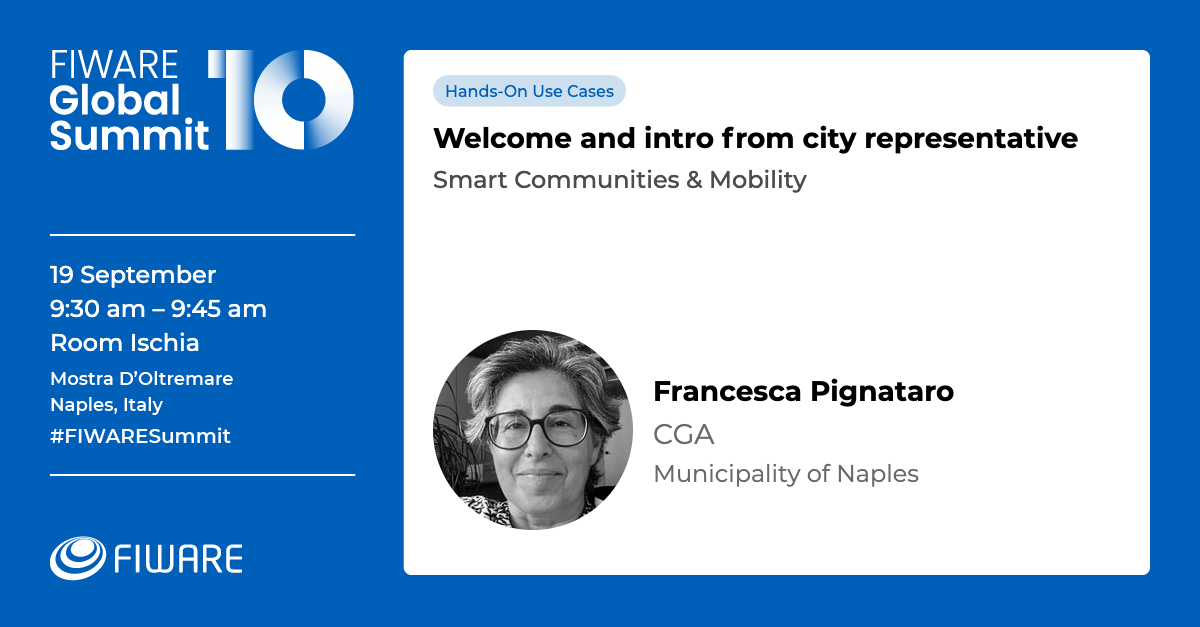 FIWARE
Global
Summit
10
19 September
9:30 am – 9:45 am
Room Ischia
Mostra D’Oltremare
Naples, Italy
#FIWARESummit
FIWARE
Hands-On Use Cases
Welcome and intro from city representative
Smart Communities & Mobility
Francesca Pignataro
CGA
Municipality of Naples